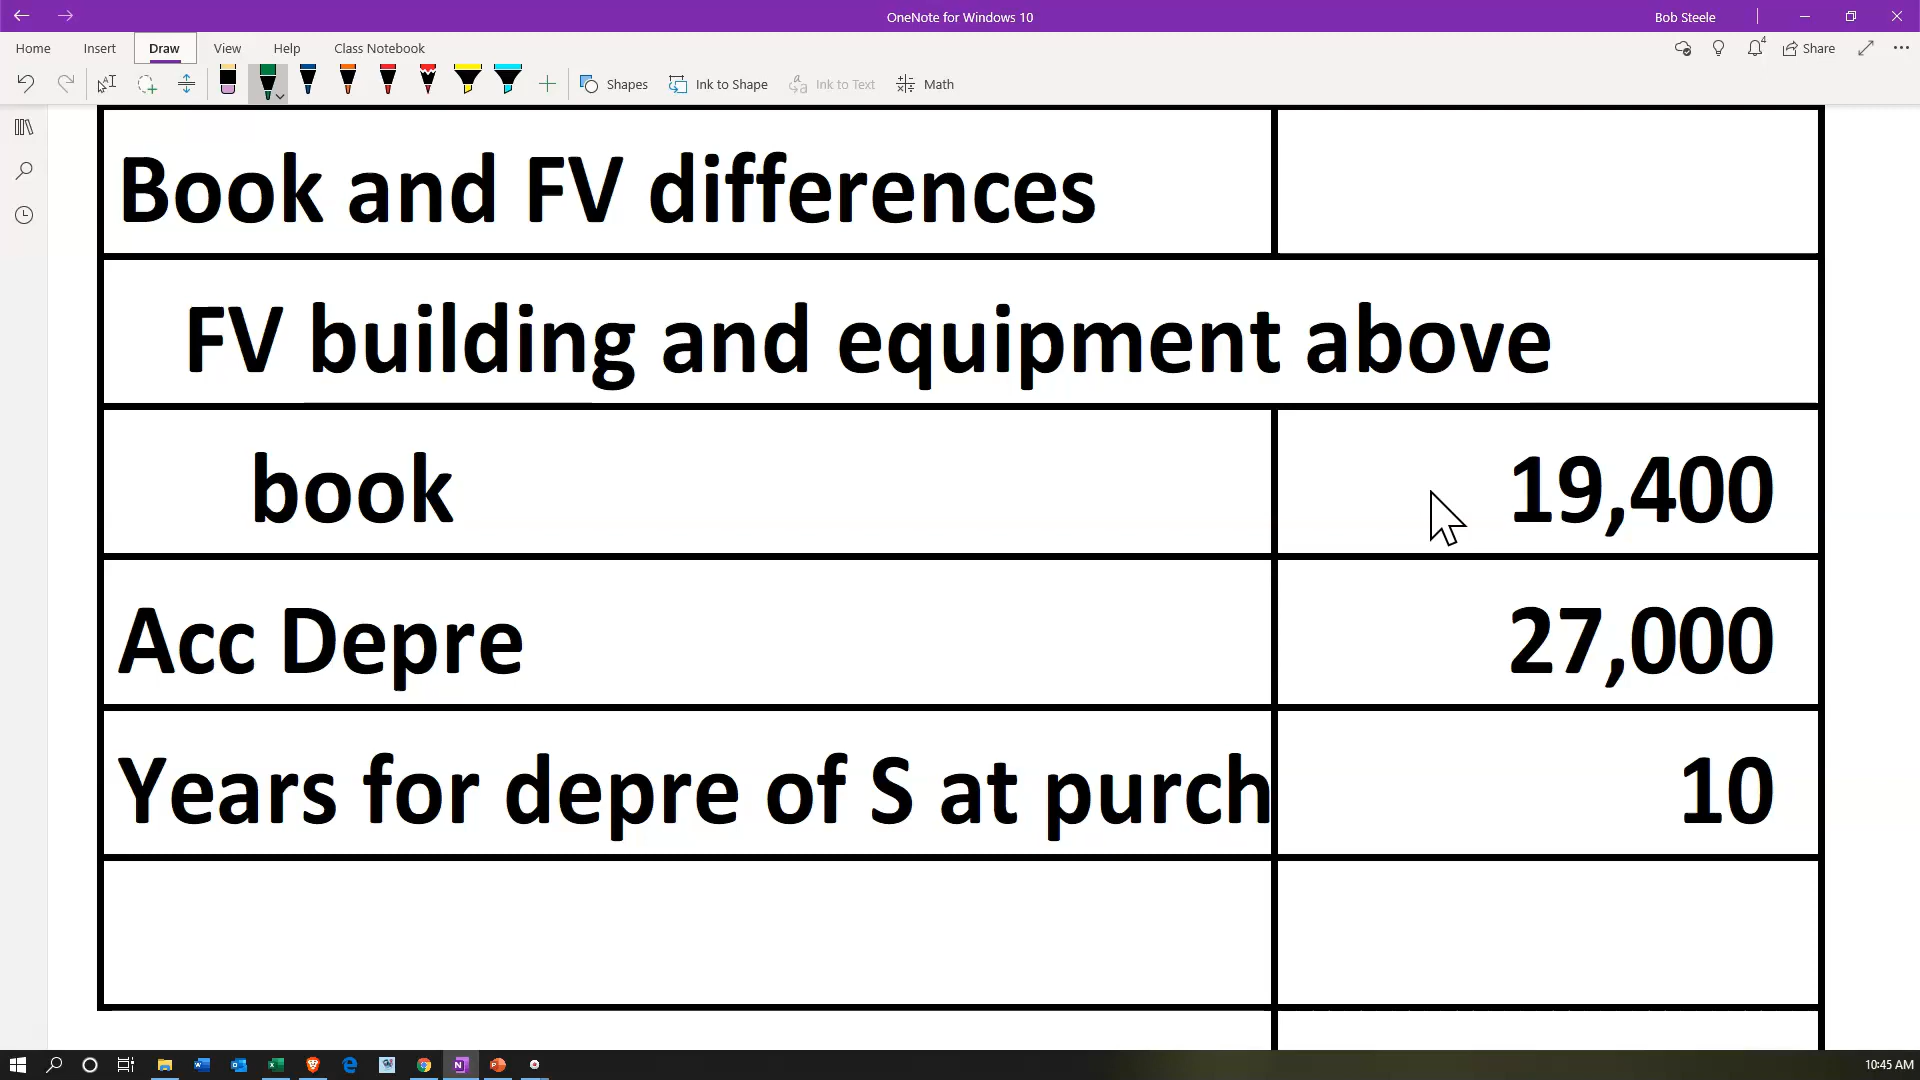 OneNote for Windows 10
Bob Steele
Home Insert Draw View Help Class Notebook
4
Share
Shapes Ink to Shape Ink to Text Math
Book and FV differences
FV building and equipment above
book 19,400
Acc Depre 27,000
Years for depre of S at purch 10
10:45 AM